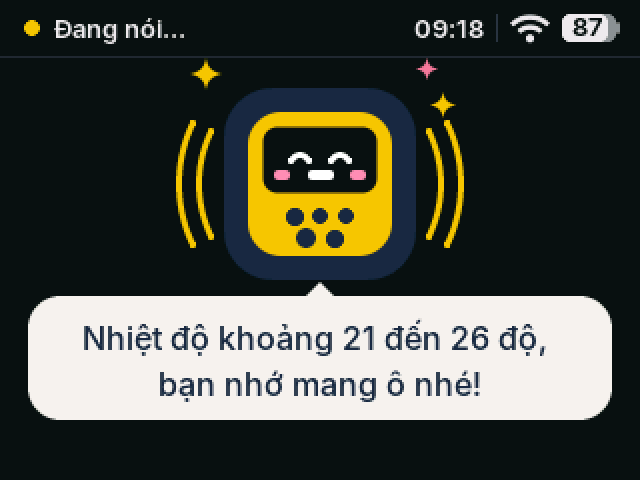 Đang nói...
09:18
87
Nhiệt độ khoảng 21 đến 26 độ,
bạn nhớ mang ô nhé!